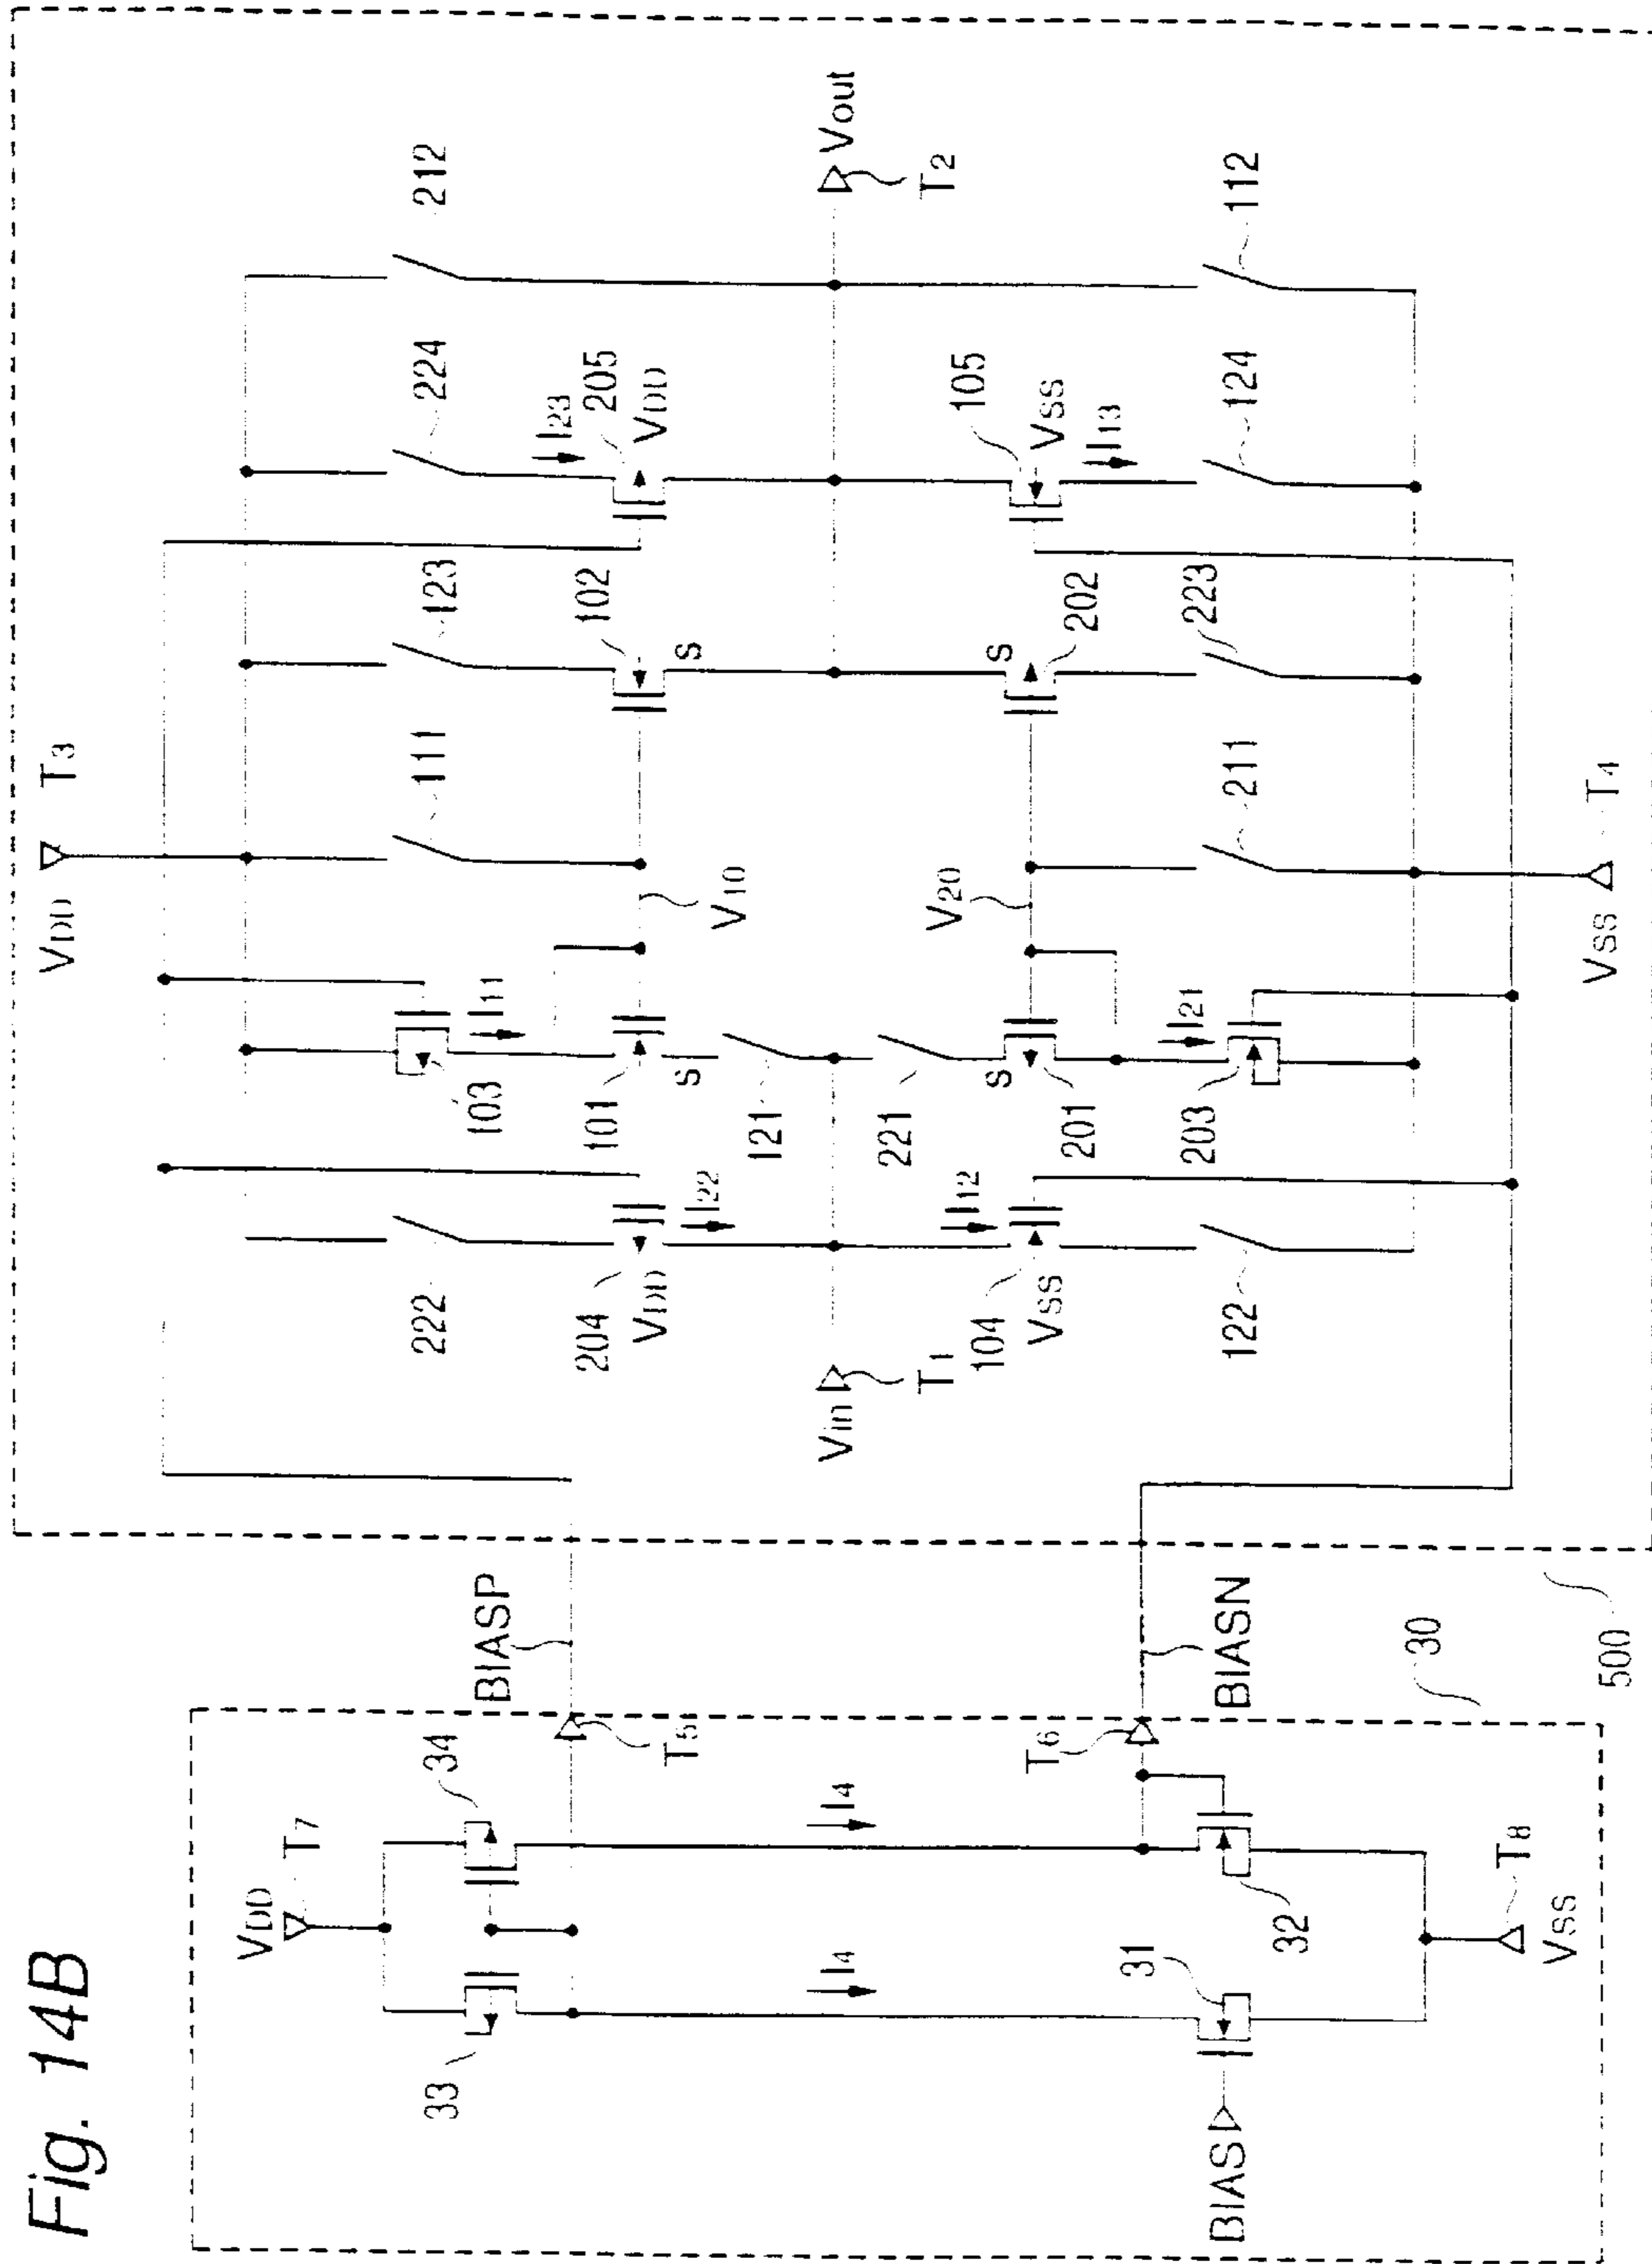 Fig. 14B
VDD
T7
33
34
BIASP
T5
I4
I4
T6
BIASN
BIAS
31
32
VSS
T8
30
500
VDD
T3
222
103
I11
111
123
224
212
204
VDD
I22
101
S
V10
102
S
I23
205
VDD
121
Vin
T1
Vout
T2
221
104
VSS
I12
S
201
V20
S
202
105
VSS
I13
122
203
I21
211
223
124
112
VSS
T4